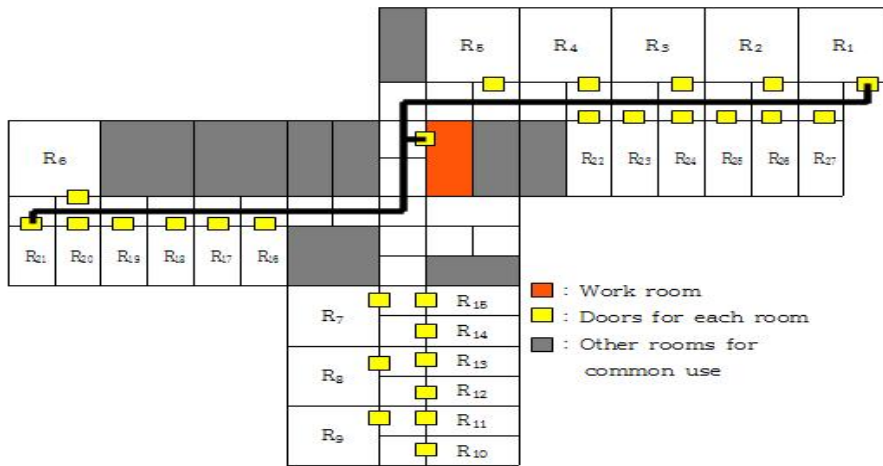 R5 R4 R3 R2 R1
R6
R22 R23 R24 R25 R26 R27
R21 R20 R19 R18 R17 R16
R7 R15
R14
R8 R13
R12
R9 R11
R10
: Work room
: Doors for each room
: Other rooms for
common use